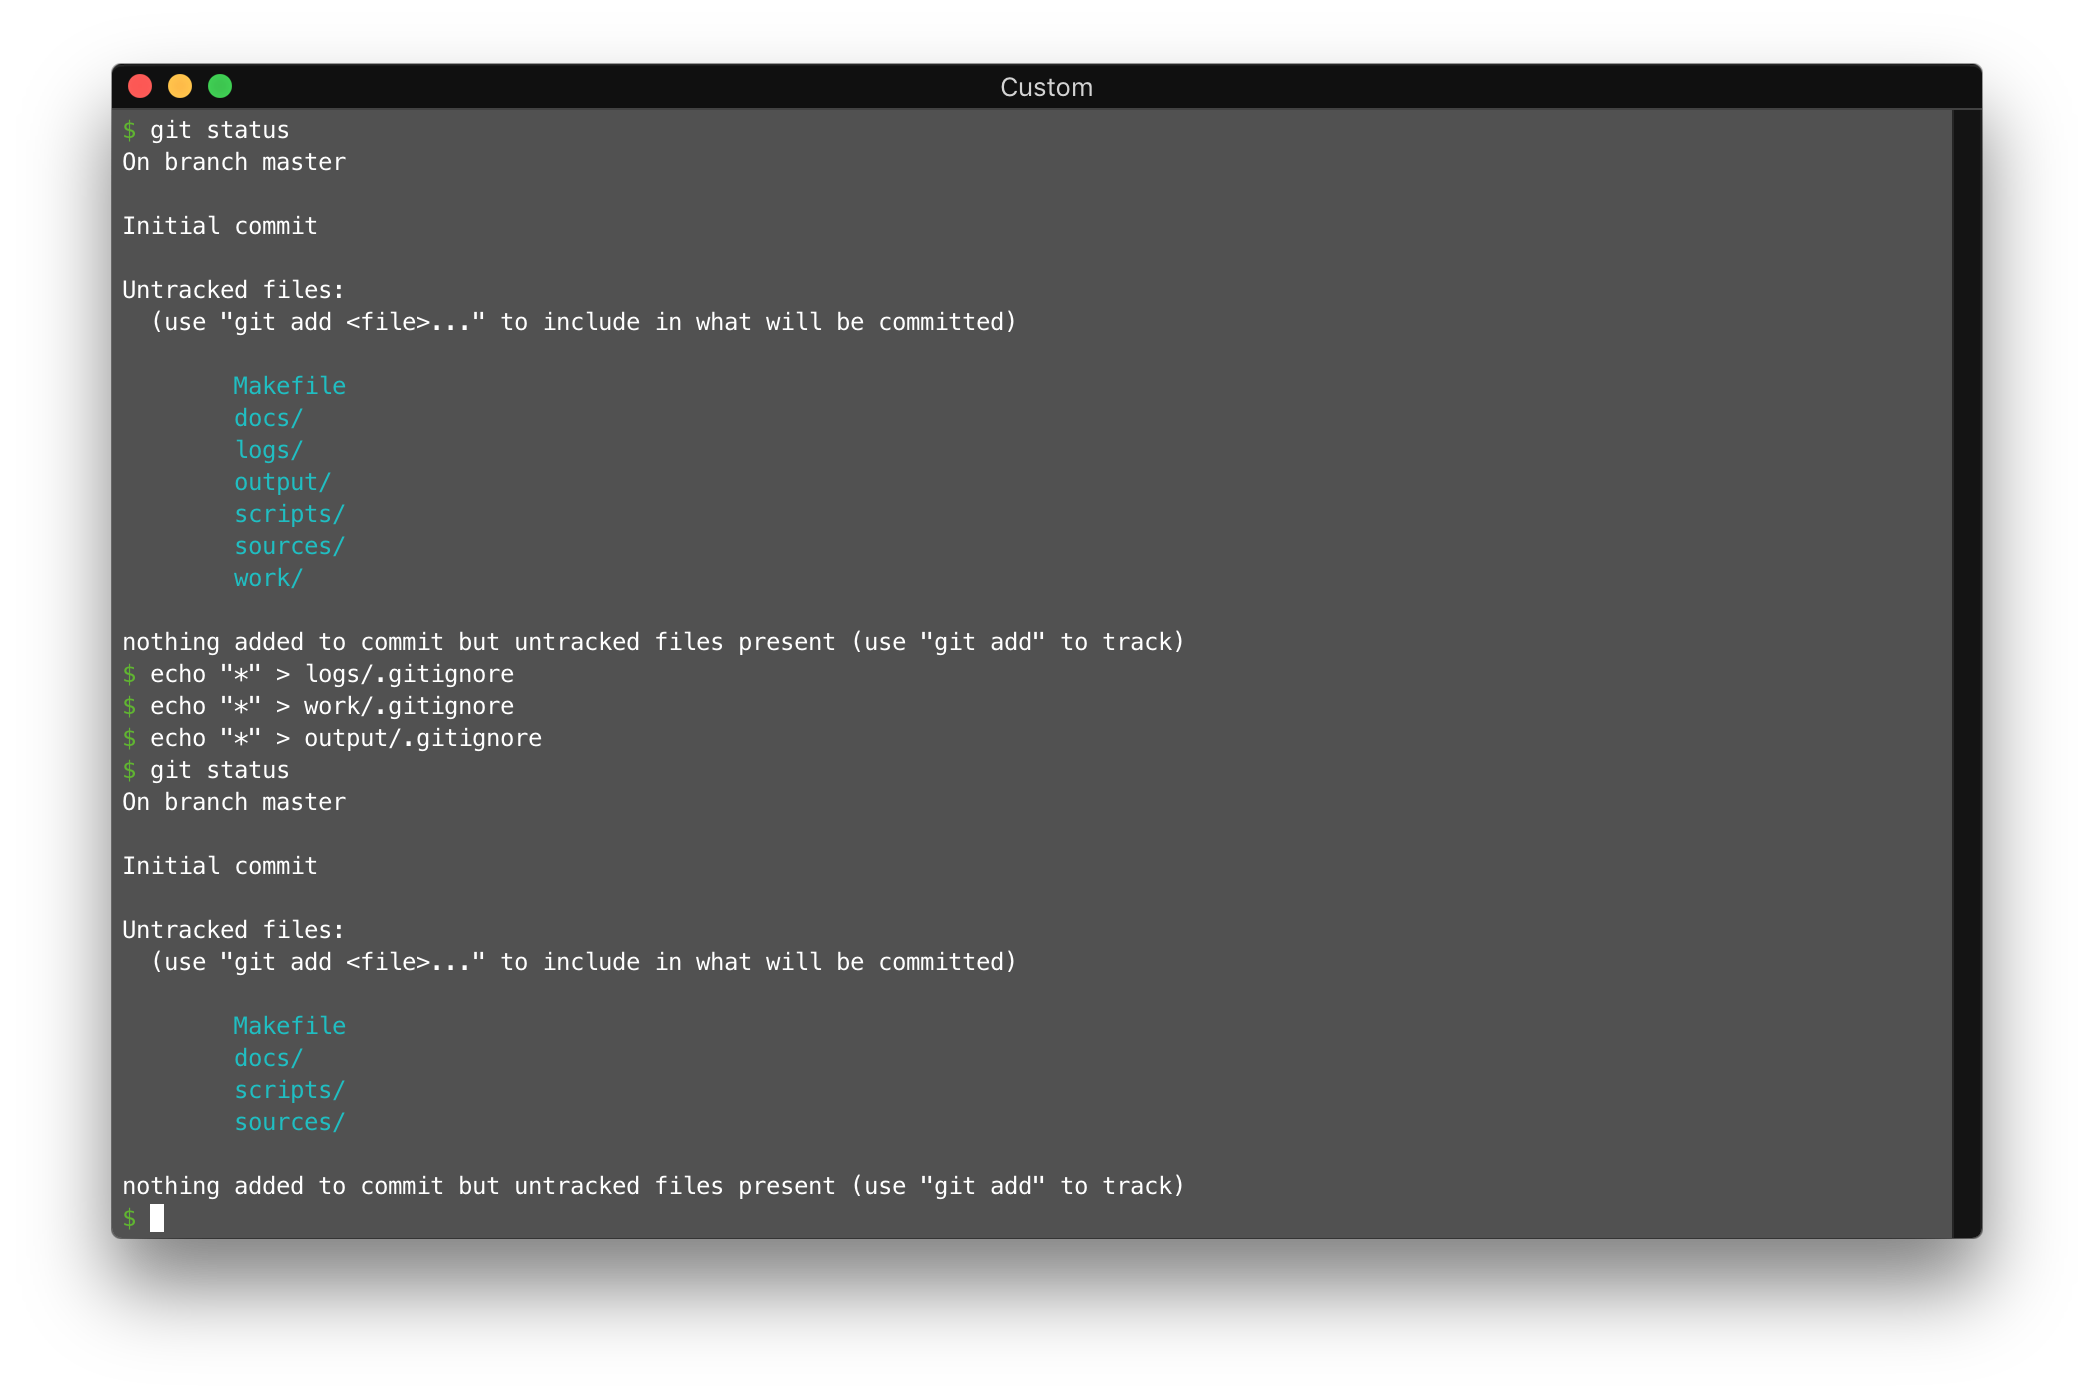 Custom
$ git status
On branch master
Initial commit
Untracked files:
  (use "git add <file>..." to include in what will be committed)
        Makefile
        docs/
        logs/
        output/
        scripts/
        sources/
        work/
nothing added to commit but untracked files present (use "git add" to track)
$ echo "*" > logs/.gitignore
$ echo "*" > work/.gitignore
$ echo "*" > output/.gitignore
$ git status
On branch master
Initial commit
Untracked files:
  (use "git add <file>..." to include in what will be committed)
        Makefile
        docs/
        scripts/
        sources/
nothing added to commit but untracked files present (use "git add" to track)
$